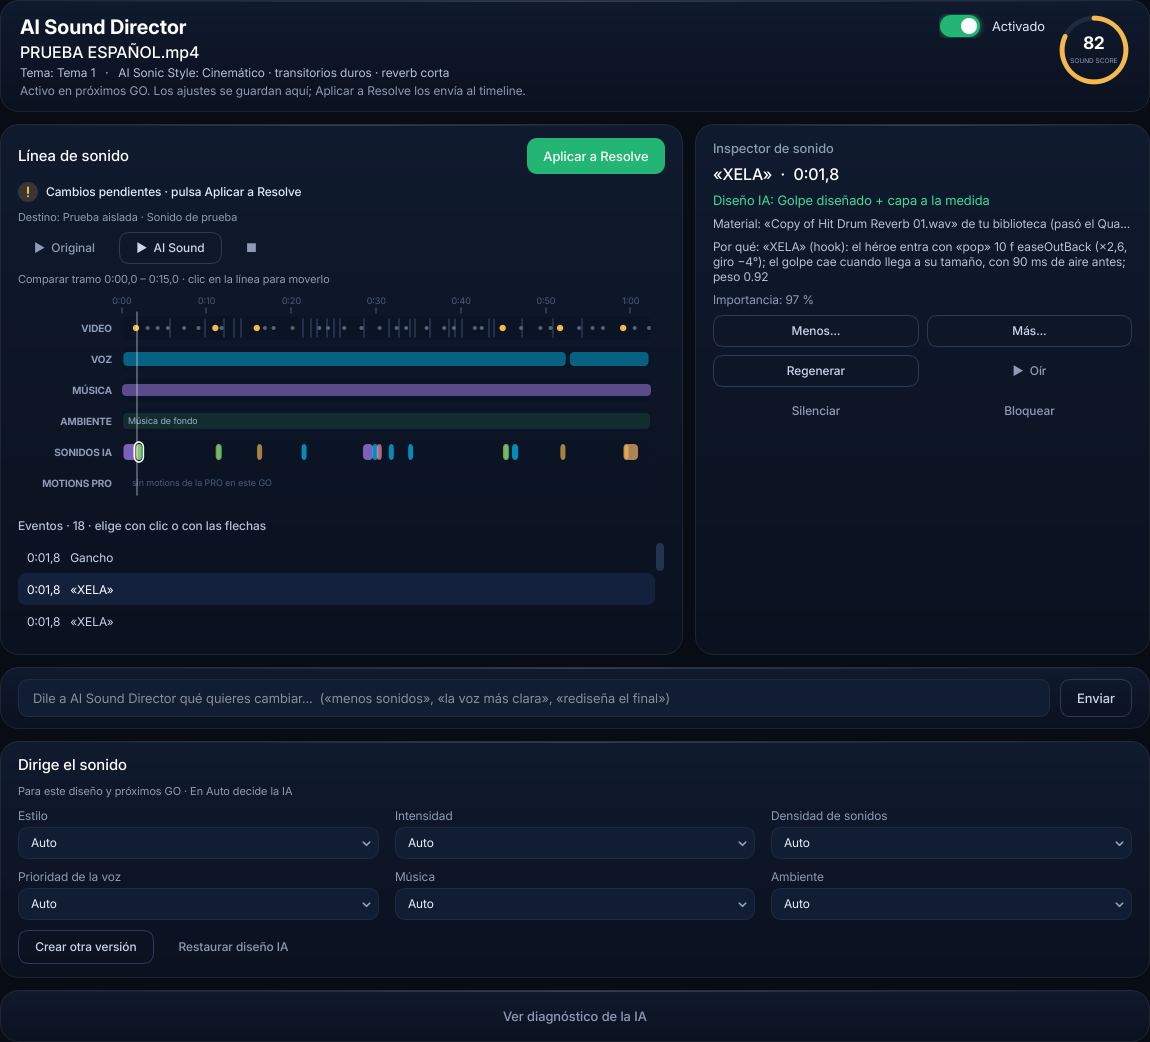 AI Sound Director
PRUEBA ESPAÑOL.mp4
Tema: Tema 1 · AI Sonic Style: Cinemático · transitorios duros · reverb corta
Activo en próximos GO. Los ajustes se guardan aquí; Aplicar a Resolve los envía al timeline.
Activado
82
SOUND SCORE
Línea de sonido
Aplicar a Resolve
! Cambios pendientes · pulsa Aplicar a Resolve
Destino: Prueba aislada · Sonido de prueba
Original
AI Sound
Comparar tramo 0:00,0 – 0:15,0 · clic en la línea para moverlo
0:00 0:10 0:20 0:30 0:40 0:50 1:00
VIDEO
VOZ
MÚSICA
AMBIENTE Música de fondo
SONIDOS IA
MOTIONS PRO sin motions de la PRO en este GO
Eventos · 18 · elige con clic o con las flechas
0:01,8 Gancho
0:01,8 «XELA»
0:01,8 «XELA»
Inspector de sonido
«XELA» · 0:01,8
Diseño IA: Golpe diseñado + capa a la medida
Material: «Copy of Hit Drum Reverb 01.wav» de tu biblioteca (pasó el Qua…
Por qué: «XELA» (hook): el héroe entra con «pop» 10 f easeOutBack (×2,6,
giro −4°); el golpe cae cuando llega a su tamaño, con 90 ms de aire antes;
peso 0.92
Importancia: 97 %
Menos… Más…
Regenerar Oír
Silenciar Bloquear
Dile a AI Sound Director qué quieres cambiar… («menos sonidos», «la voz más clara», «rediseña el final»)
Enviar
Dirige el sonido
Para este diseño y próximos GO · En Auto decide la IA
Estilo Intensidad Densidad de sonidos
Auto Auto Auto
Prioridad de la voz Música Ambiente
Auto Auto Auto
Crear otra versión Restaurar diseño IA
Ver diagnóstico de la IA